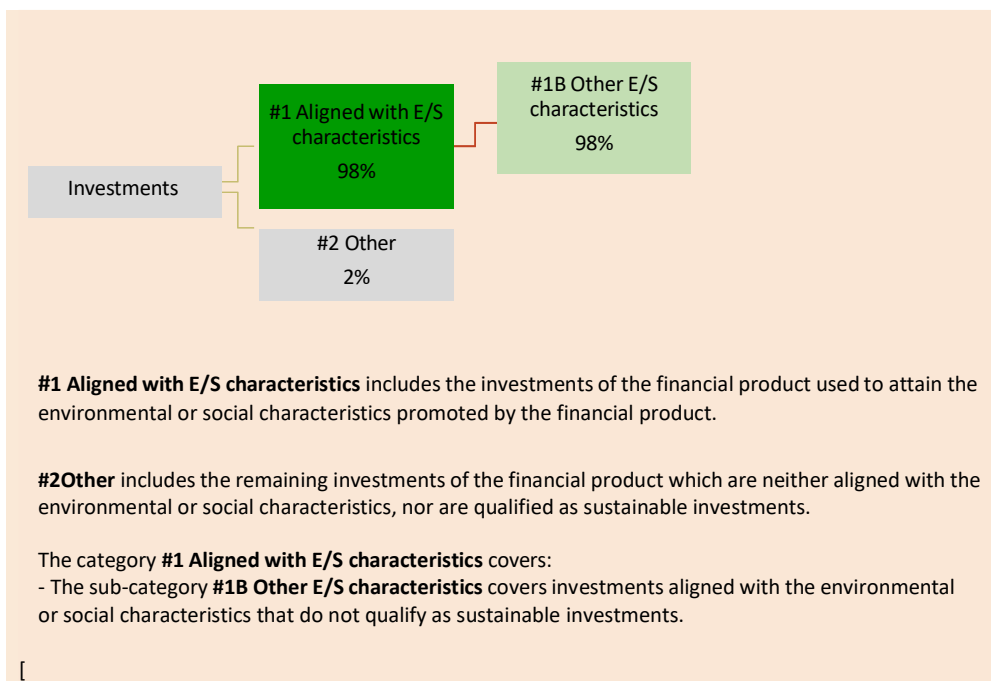 #1B Other E/S
characteristics
98%
#1 Aligned with E/S
characteristics
98%
Investments
#2 Other
2%
#1 Aligned with E/S characteristics includes the investments of the financial product used to attain the
environmental or social characteristics promoted by the financial product.
#2Other includes the remaining investments of the financial product which are neither aligned with the
environmental or social characteristics, nor are qualified as sustainable investments.
The category #1 Aligned with E/S characteristics covers:
- The sub-category #1B Other E/S characteristics covers investments aligned with the environmental
or social characteristics that do not qualify as sustainable investments.
[